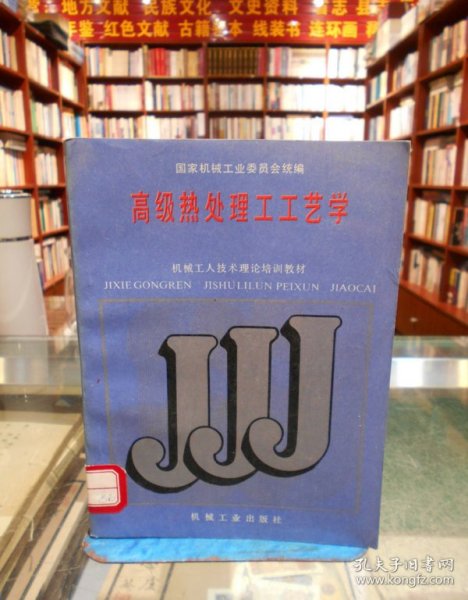 地方文献 民族文化 文史资料
年鉴 红色文献 古籍 本 线装书 连环画
国家机械工业委员会统编
高级热处理工工艺学
机械工人技术理论培训教材
JIXIE GONGREN JISHU LILUN PEIXUN JIAOCAI
JJJ
机械工业出版社
孔夫子旧书网
www.kongfz.com